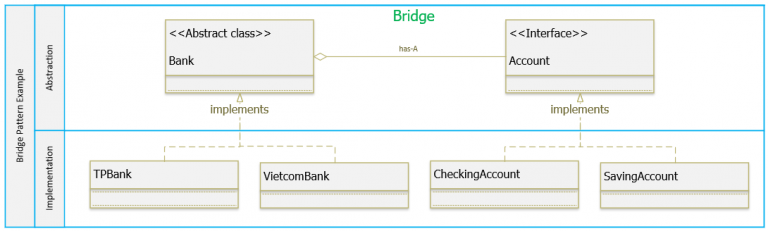 Bridge Pattern Example
Abstraction
Bridge
<<Abstract class>>
Bank
has-A
<<Interface>>
Account
implements
implements
Implementation
TPBank
VietcomBank
CheckingAccount
SavingAccount